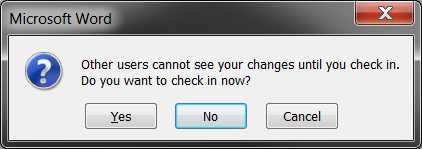 Microsoft Word
Other users cannot see your changes until you check in.
Do you want to check in now?
Yes
No
Cancel